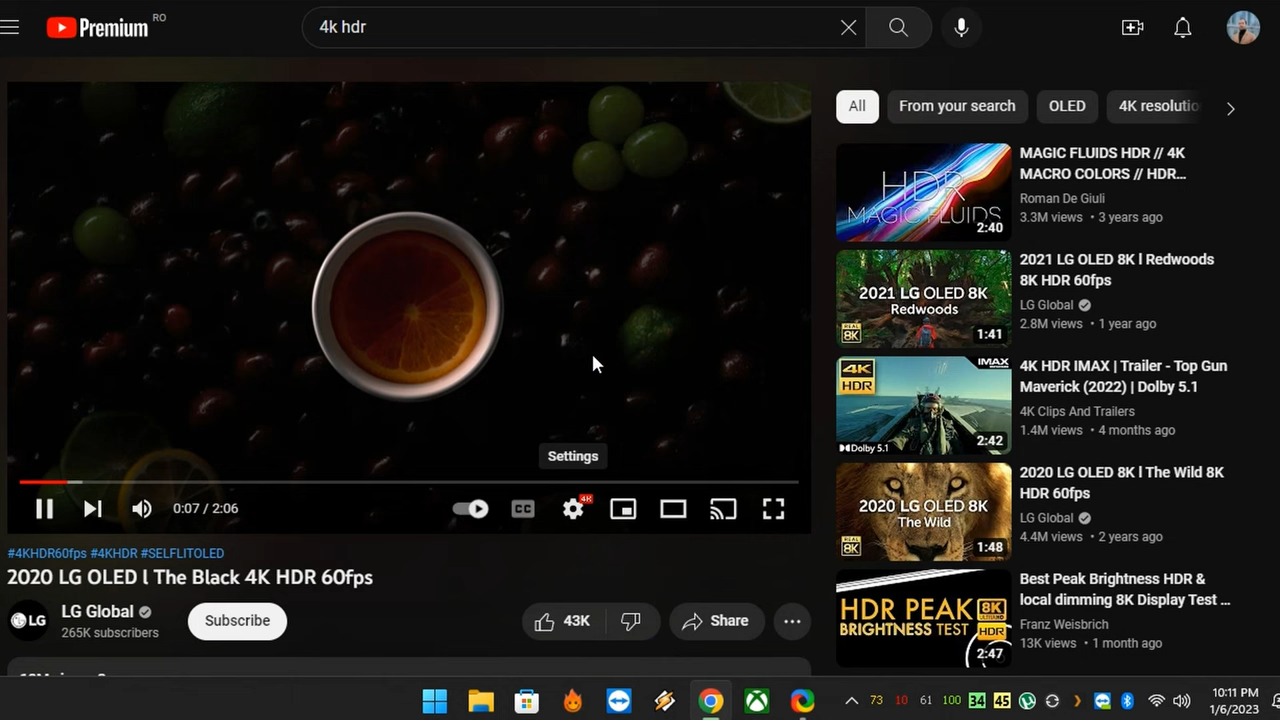 Premium RO
4k hdr
All
From your search
OLED
4K resolutio
HDR
MAGIC FLUIDS
2:40
MAGIC FLUIDS HDR // 4K
MACRO COLORS // HDR...
Roman De Giuli
3.3M views • 3 years ago
2021 LG OLED 8K
Redwoods
REAL
8K
1:41
2021 LG OLED 8K l Redwoods
8K HDR 60fps
LG Global
2.8M views • 1 year ago
4K
HDR
IMAX
Dolby 5.1
2:42
4K HDR IMAX | Trailer - Top Gun
Maverick (2022) | Dolby 5.1
4K Clips And Trailers
1.4M views • 4 months ago
2020 LG OLED 8K
The Wild
REAL
8K
1:48
2020 LG OLED 8K l The Wild 8K
HDR 60fps
LG Global
4.4M views • 2 years ago
HDR PEAK
BRIGHTNESS TEST
8K
HDR
2:47
Best Peak Brightness HDR &
local dimming 8K Display Test ...
Franz Weisbrich
13K views • 1 month ago
Settings
0:07 / 2:06
CC
4K
#4KHDR60fps #4KHDR #SELFLITOLED
2020 LG OLED l The Black 4K HDR 60fps
LG
LG Global
265K subscribers
Subscribe
43K
Share
73 10 61 100 34 45
10:11 PM
1/6/2023